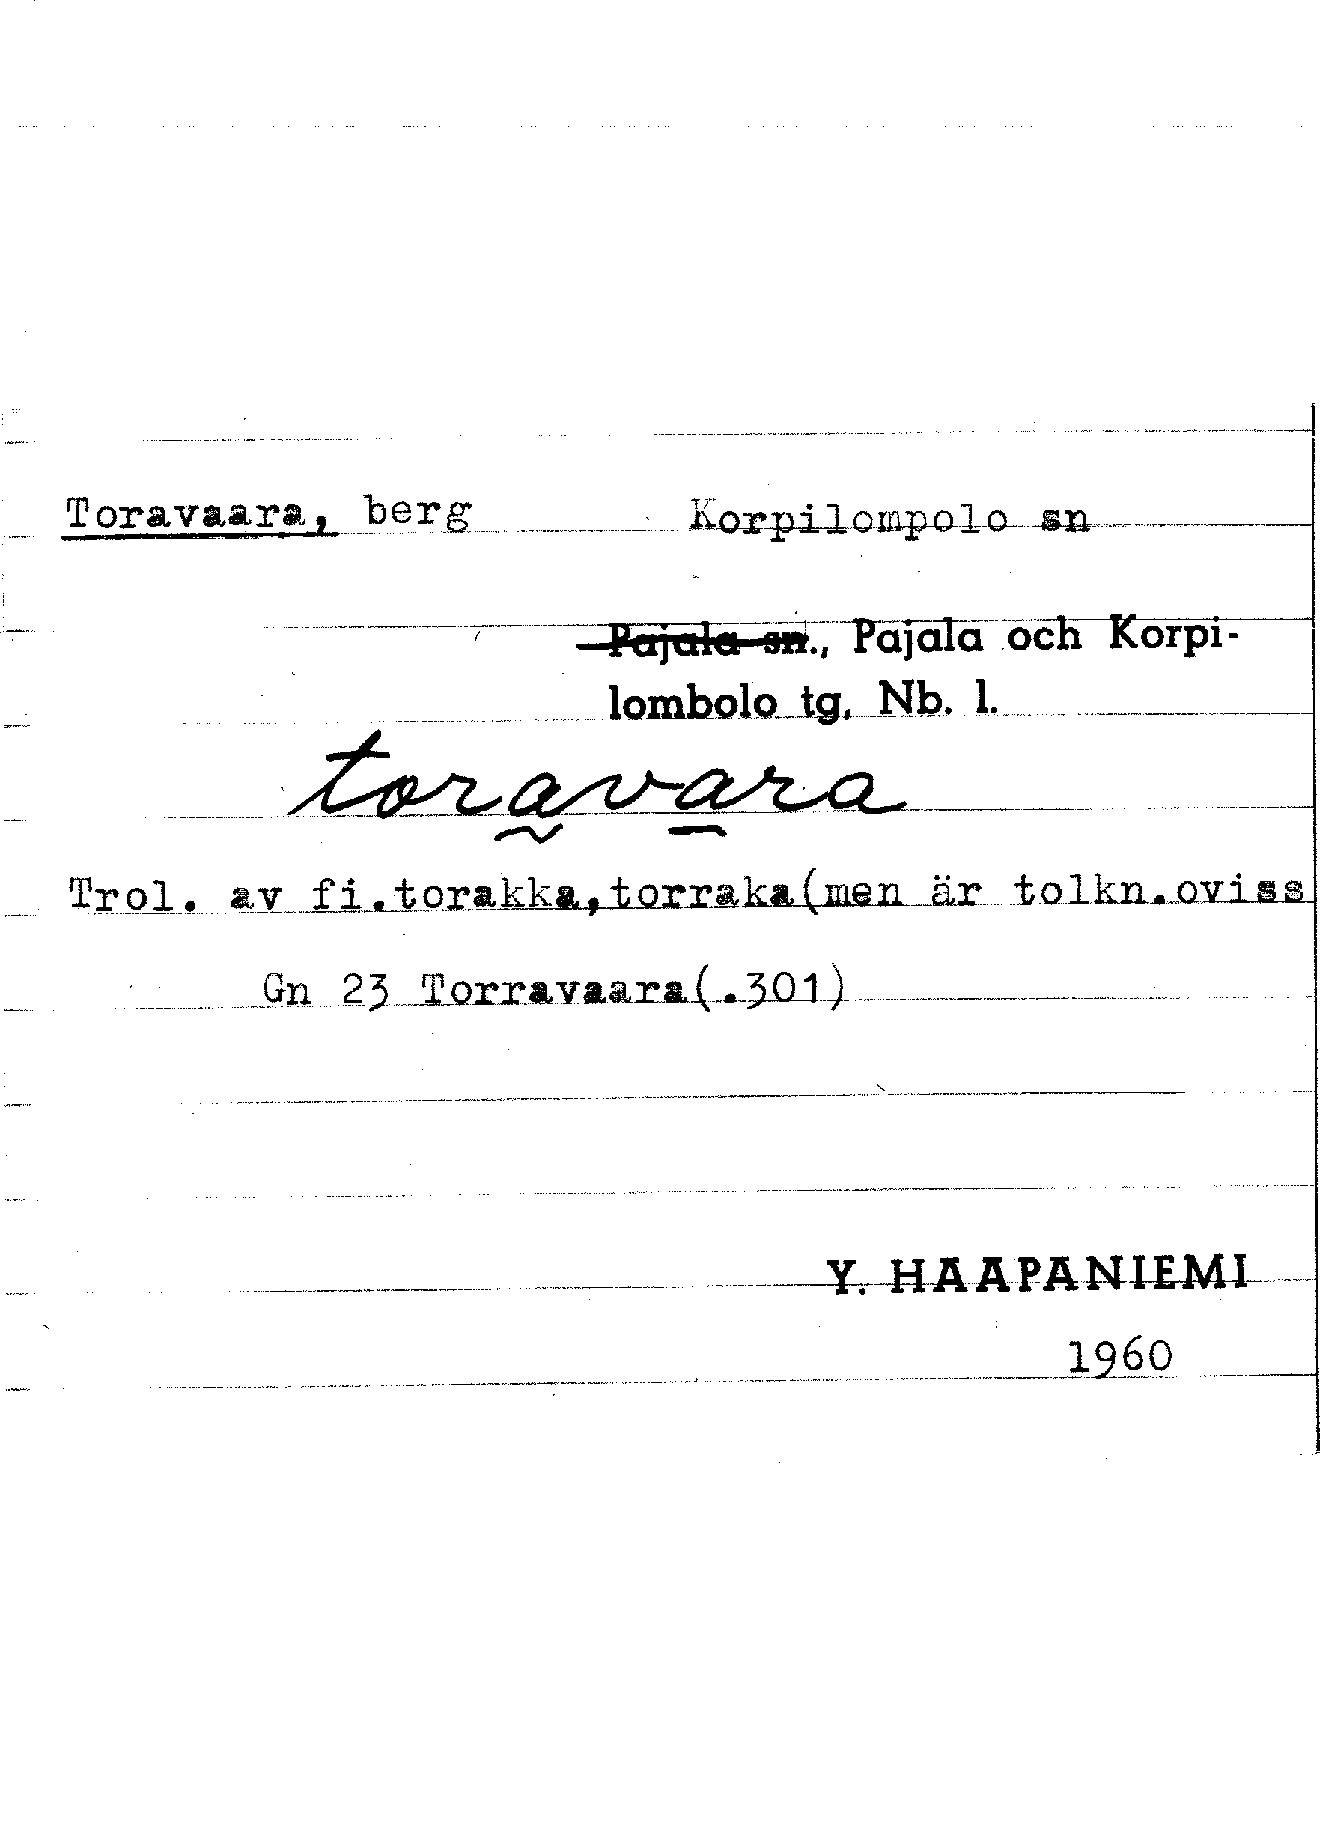 Toravaara, berg Korpilompolo sn
Pajala sn., Pajala och Korpi-
lombolo tg, Nb. l.
toravara
Trol. av fi.torakka,torraka(men är tolkn.oviss
Gn 23 Torravaara(.301)
Y. HAAPANIEMI
1960